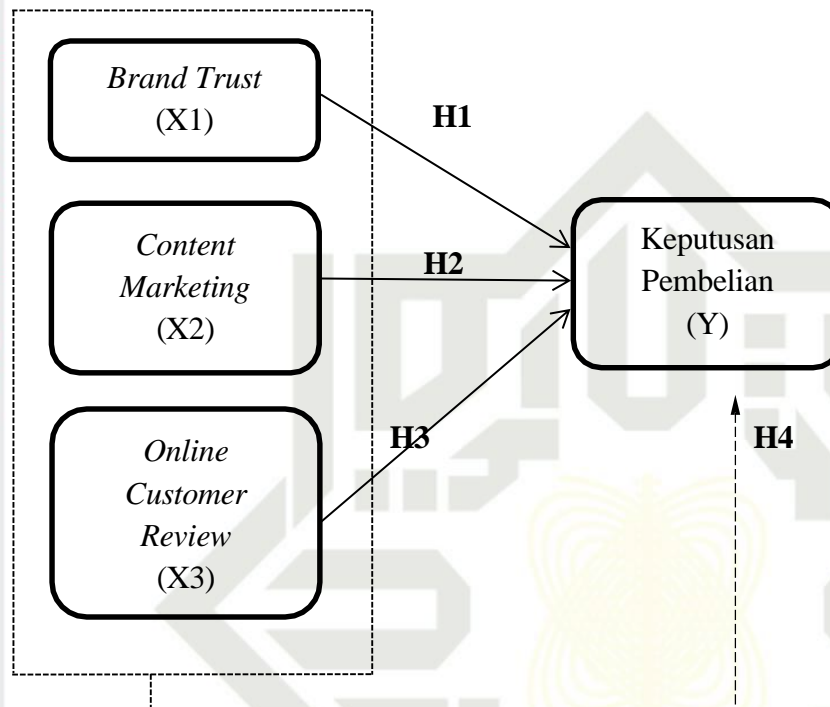 Brand Trust
(X1)
H1
Content
Marketing
(X2)
H2
Keputusan
Pembelian
(Y)
Online
Customer
Review
(X3)
H3
H4